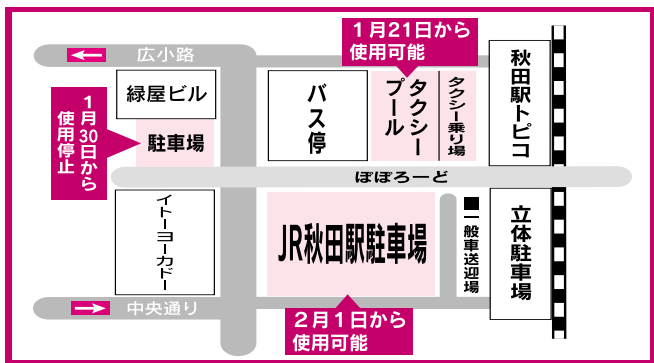 1月21日から
使用可能
広小路
緑屋ビル
バス停
タクシー
プール
タクシー乗り場
秋田駅トピコ
1月30日から
使用停止
駐車場
ぽぽろーど
イトーヨーカドー
JR秋田駅駐車場
一般車送迎場
立体駐車場
中央通り
2月1日から
使用可能